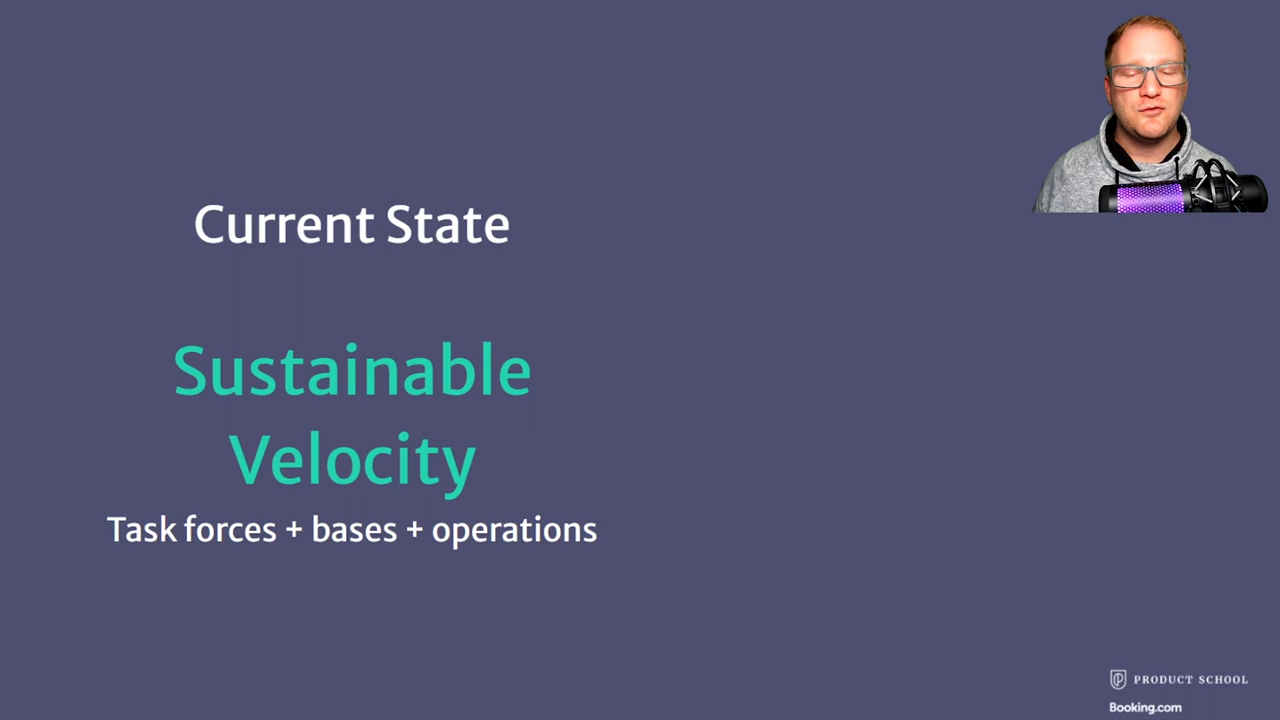 Current State
Sustainable
Velocity
Task forces + bases + operations
PRODUCT SCHOOL
Booking.com